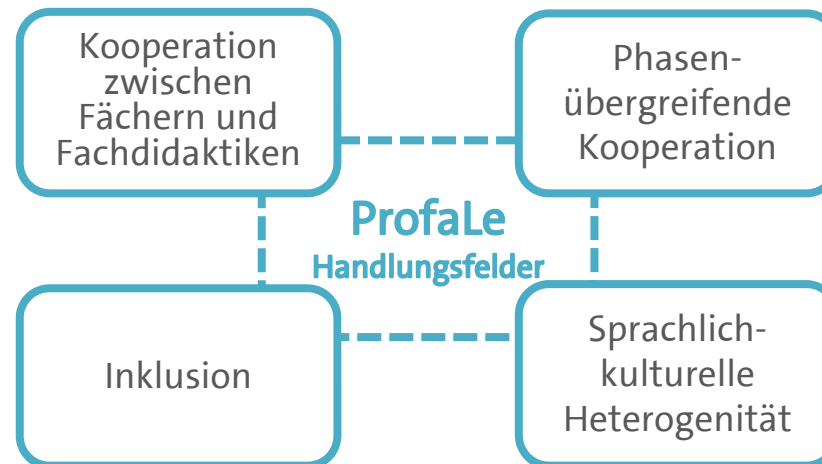 Kooperation
zwischen
Fächern und
Fachdidaktiken
Phasen-
übergreifende
Kooperation
ProfaLe
Handlungsfelder
Inklusion
Sprachlich-
kulturelle
Heterogenität